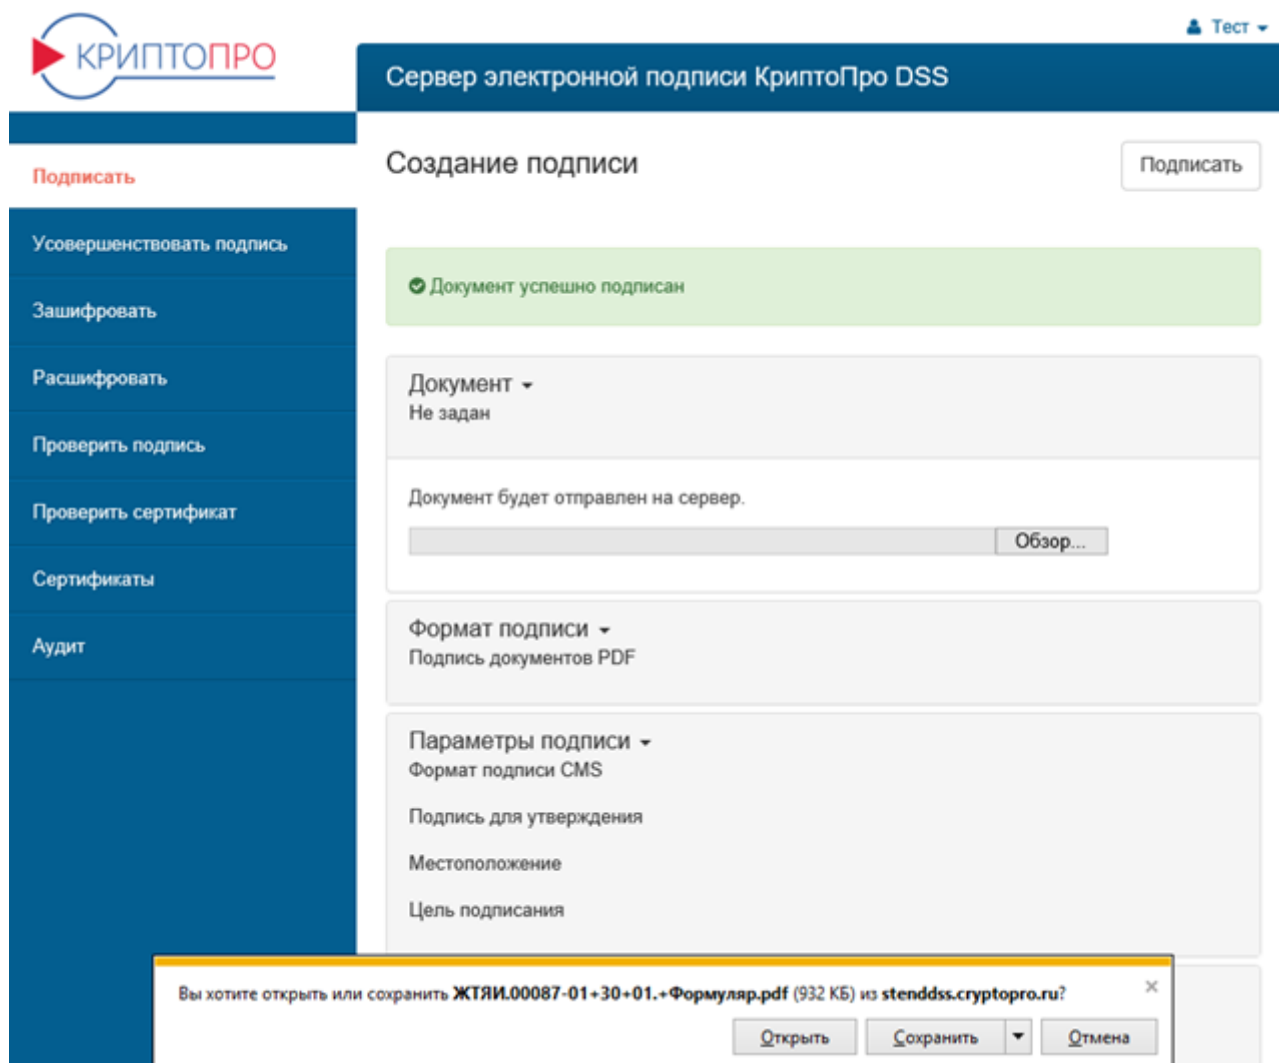 КРИПТОПРО
Тест
Сервер электронной подписи КриптоПро DSS
Создание подписи
Подписать
Подписать
Усовершенствовать подпись
Зашифровать
Расшифровать
Проверить подпись
Проверить сертификат
Сертификаты
Аудит
Документ успешно подписан
Документ
Не задан
Документ будет отправлен на сервер.
Обзор...
Формат подписи
Подпись документов PDF
Параметры подписи
Формат подписи CMS
Подпись для утверждения
Местоположение
Цель подписания
Вы хотите открыть или сохранить ЖТЯИ.00087-01+30+01.+Формуляр.pdf (932 КБ) из stenddss.cryptopro.ru?
Открыть
Сохранить
Отмена